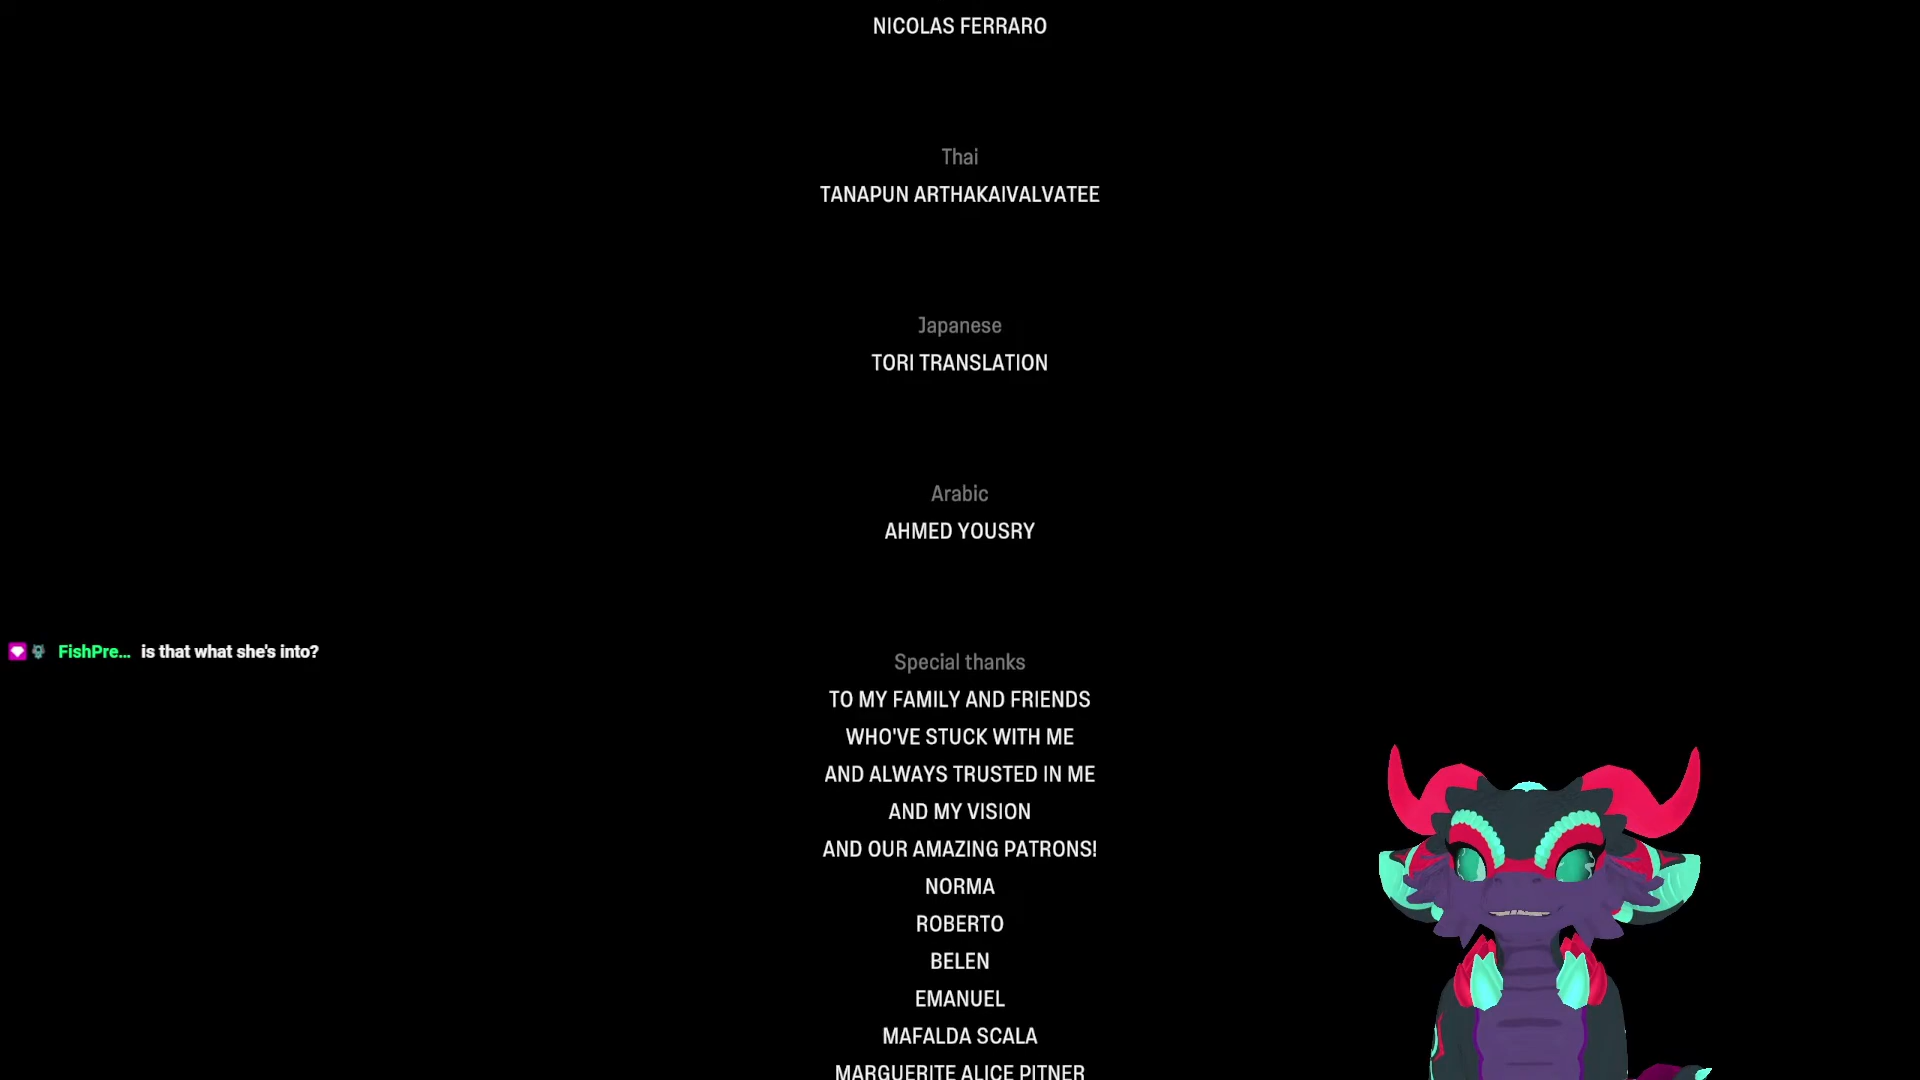 NICOLAS FERRARO
Thai
TANAPUN ARTHAKAIVALVATEE
Japanese
TORI TRANSLATION
Arabic
AHMED YOUSRY
FishPre... is that what she's into?
Special thanks
TO MY FAMILY AND FRIENDS
WHO'VE STUCK WITH ME
AND ALWAYS TRUSTED IN ME
AND MY VISION
AND OUR AMAZING PATRONS!
NORMA
ROBERTO
BELEN
EMANUEL
MAFALDA SCALA
MARGUERITE ALICE PITNER